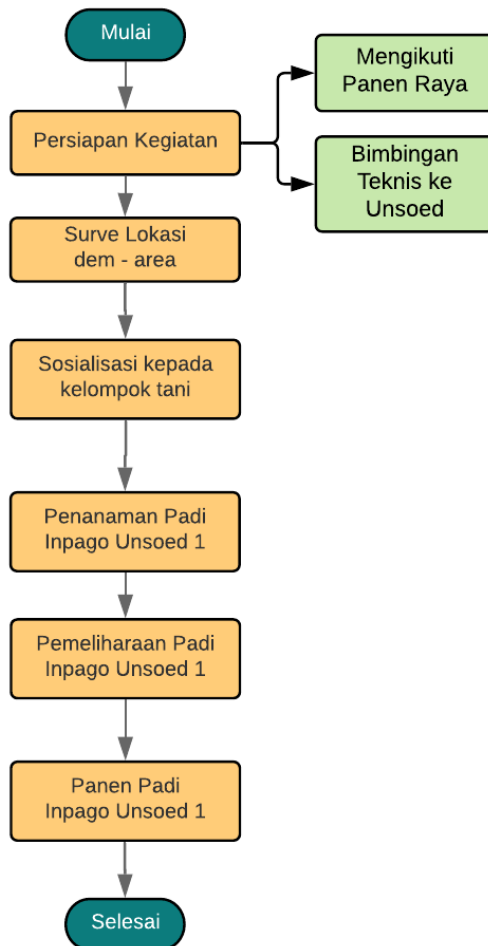 Mulai
Persiapan Kegiatan
Mengikuti
Panen Raya
Bimbingan
Teknis ke
Unsoed
Surve Lokasi
dem - area
Sosialisasi kepada
kelompok tani
Penanaman Padi
Inpago Unsoed 1
Pemeliharaan Padi
Inpago Unsoed 1
Panen Padi
Inpago Unsoed 1
Selesai